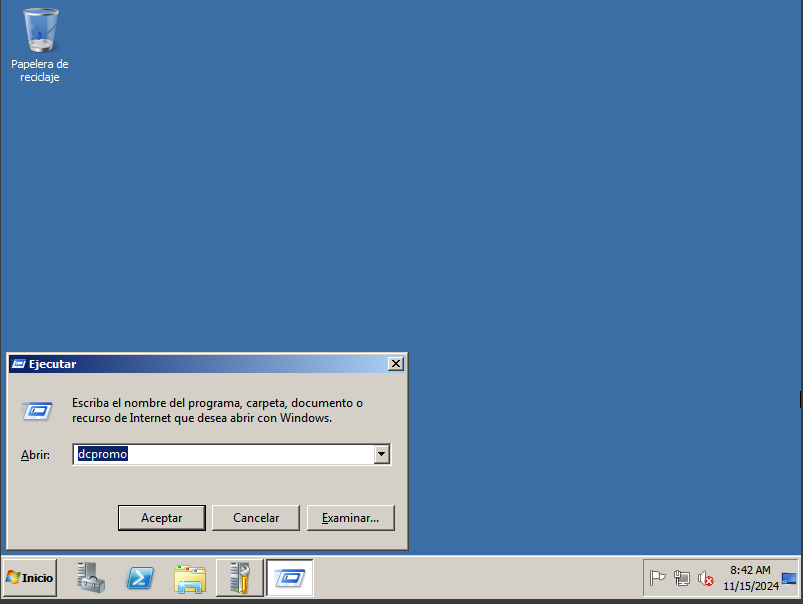 Papelera de
reciclaje
Ejecutar
Escriba el nombre del programa, carpeta, documento o
recurso de Internet que desea abrir con Windows.
Abrir:
dcpromo
Aceptar
Cancelar
Examinar...
Inicio
8:42 AM
11/15/2024